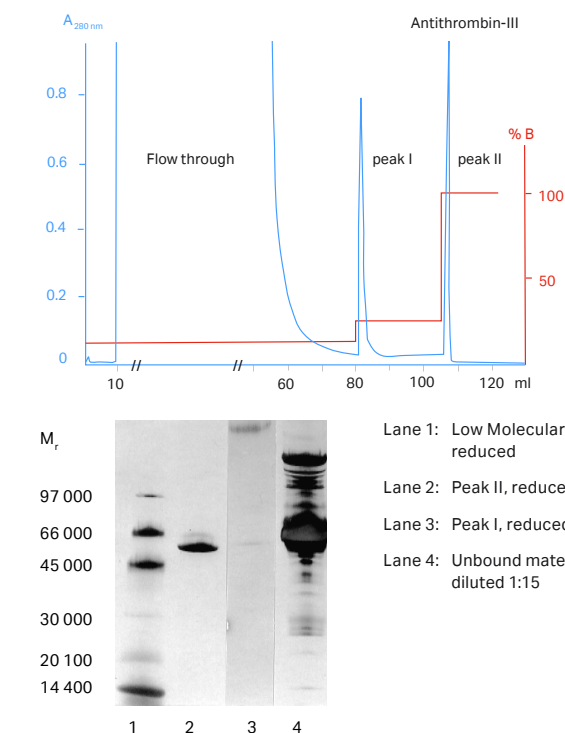 A280 nm
Antithrombin-III
0.8
0.6
0.4
0.2
0
Flow through
peak I
peak II
% B
100
50
10
60
80
100
120
ml
Mr
97 000
66 000
45 000
30 000
20 100
14 400
1
2
3
4
Lane 1: Low Molecular
reduced
Lane 2: Peak II, reduce
Lane 3: Peak I, reduced
Lane 4: Unbound mate
diluted 1:15